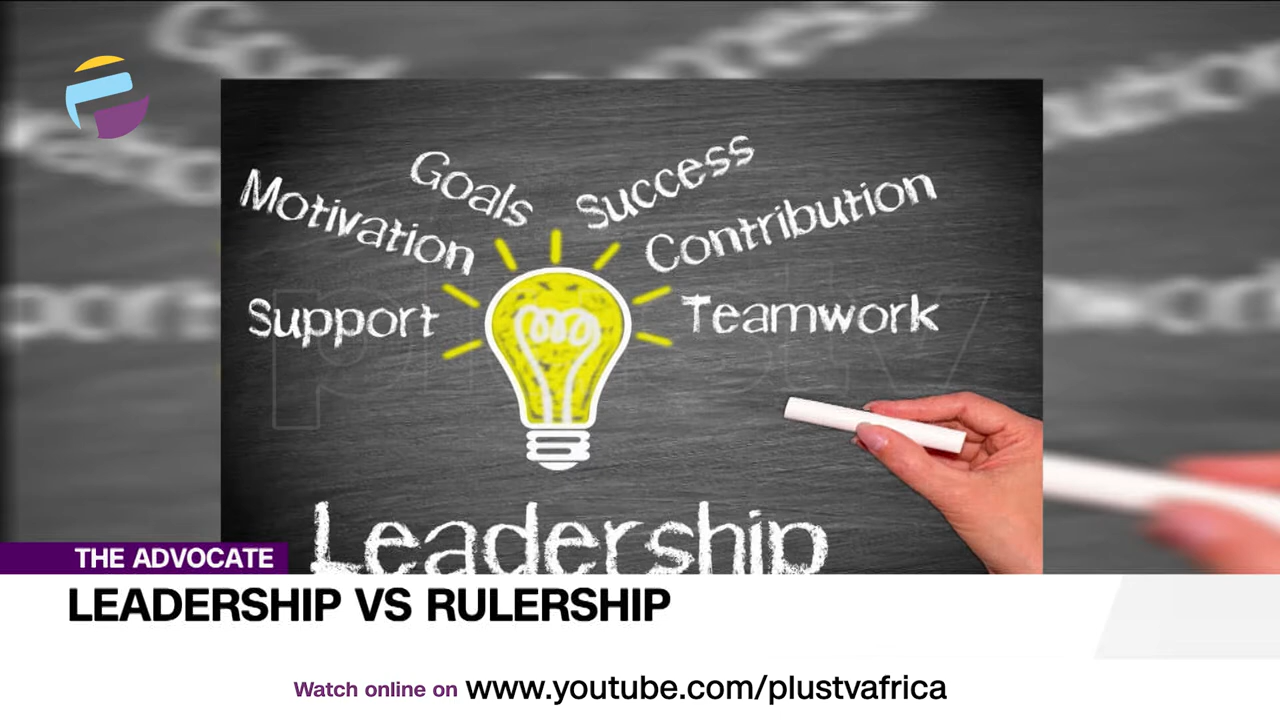 Goals
Success
Motivation
Contribution
Support
Teamwork
plustv
Leadership
THE ADVOCATE
LEADERSHIP VS RULERSHIP
Watch online on www.youtube.com/plustvafrica